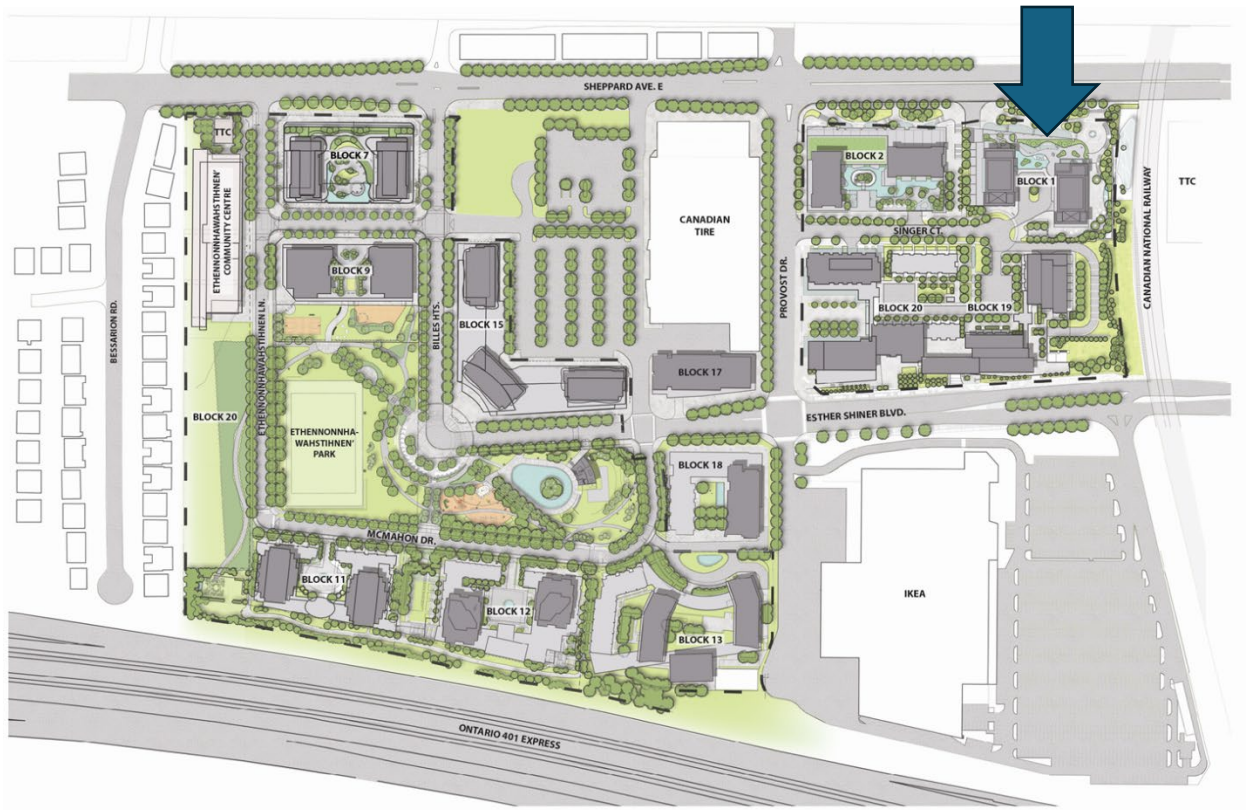 SHEPPARD AVE. E
TTC
BLOCK 7
BLOCK 2
BLOCK 1
TTC
ETHENNONNHAWAHSTIHNEN'
COMMUNITY CENTRE
CANADIAN
TIRE
CANADIAN NATIONAL RAILWAY
SINGER CT.
BLOCK 9
BESSARION RD.
ETHENNONNHAWAHSTIHNEN LN.
BILLES HTS.
BLOCK 15
PROVOST DR.
BLOCK 20
BLOCK 19
BLOCK 17
BLOCK 20
ESTHER SHINER BLVD.
ETHENNONNHA-
WAHSTIHNEN'
PARK
BLOCK 18
MCMAHON DR.
BLOCK 11
BLOCK 12
BLOCK 13
IKEA
ONTARIO 401 EXPRESS